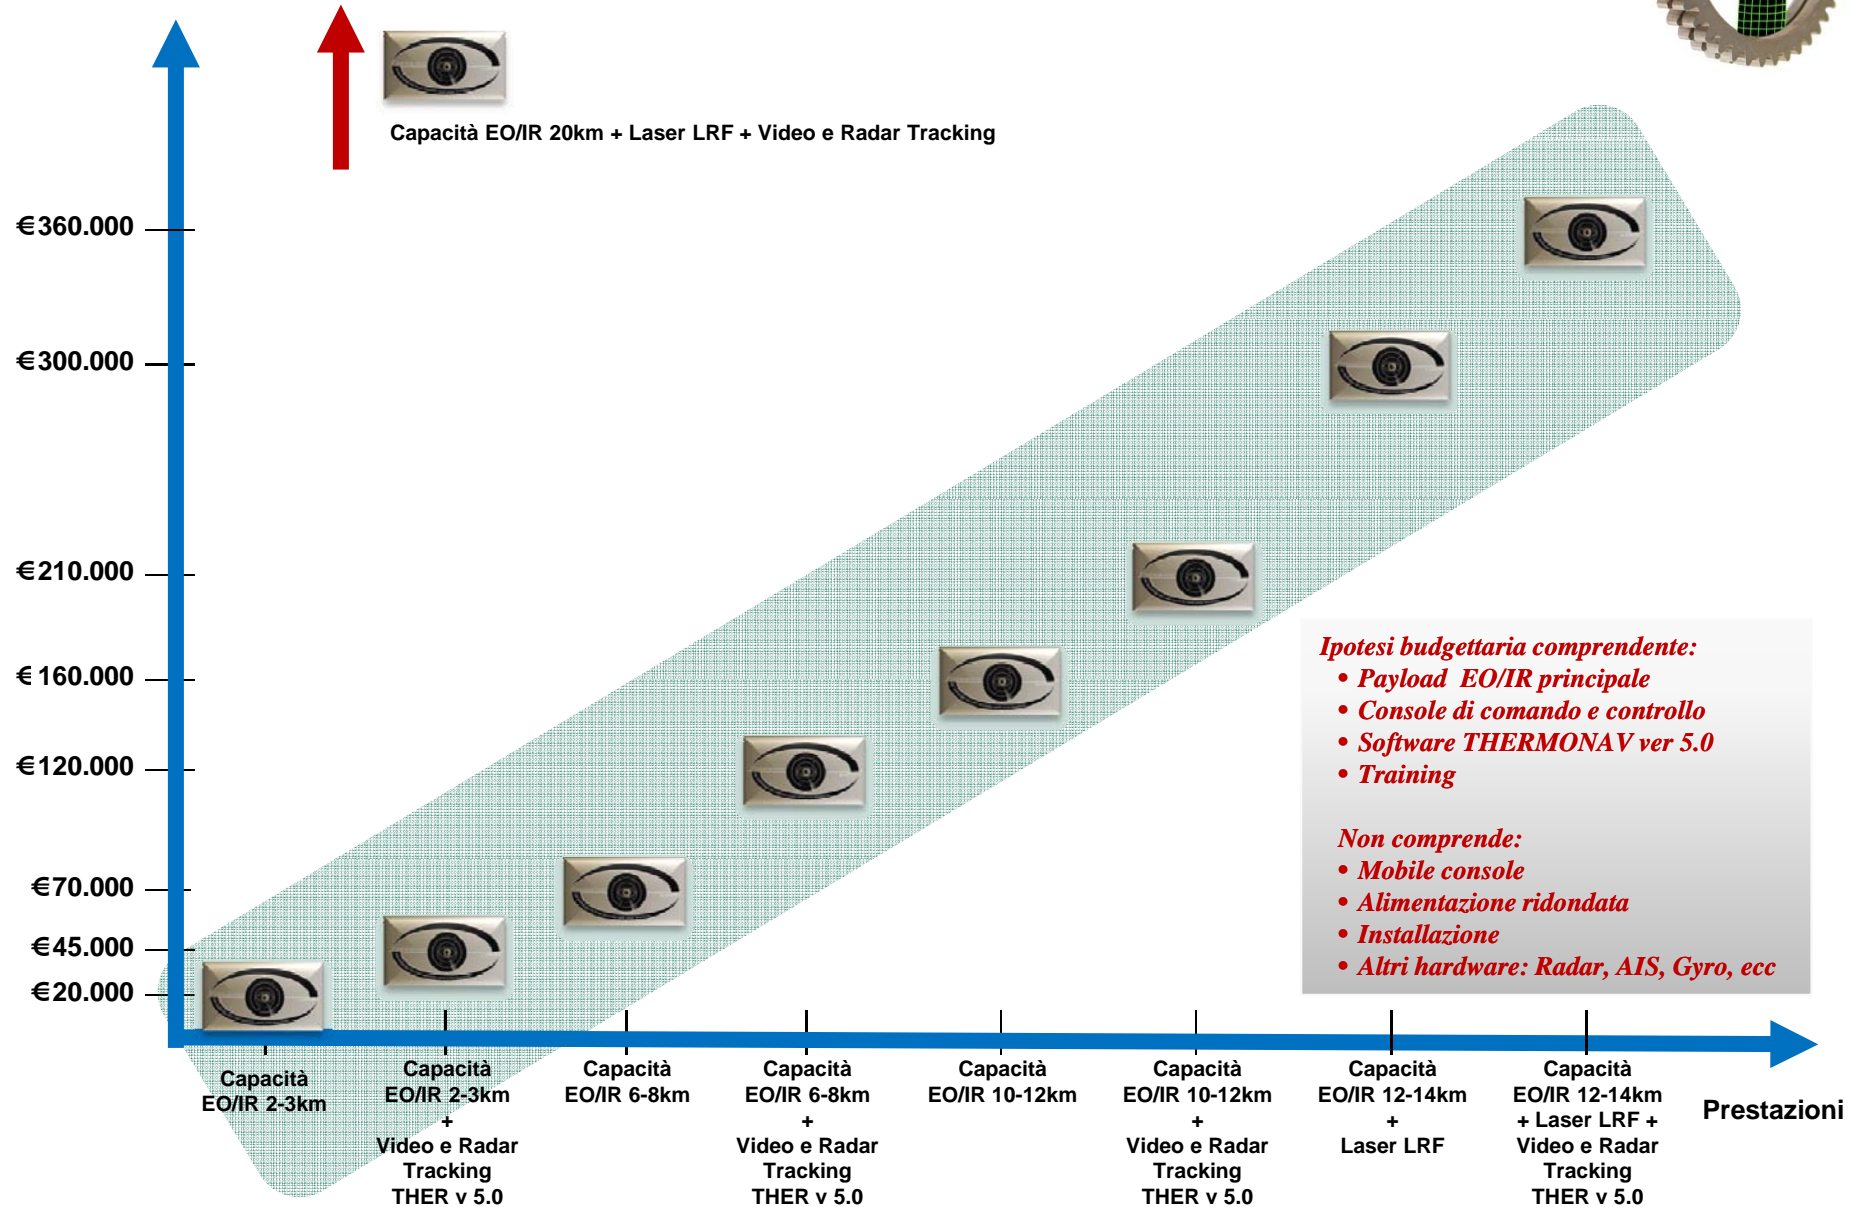 Capacità EO/IR 20km + Laser LRF + Video e Radar Tracking
€360.000
€300.000
€210.000
€ 160.000
€120.000
€70.000
€45.000
€20.000
Ipotesi budgettaria comprendente:
• Payload EO/IR principale
• Console di comando e controllo
• Software THERMONAV ver 5.0
• Training
Non comprende:
• Mobile console
• Alimentazione ridondata
• Installazione
• Altri hardware: Radar, AIS, Gyro, ecc
Capacità
EO/IR 2-3km
Capacità
EO/IR 2-3km
+
Video e Radar
Tracking
THER v 5.0
Capacità
EO/IR 6-8km
Capacità
EO/IR 6-8km
+
Video e Radar
Tracking
THER v 5.0
Capacità
EO/IR 10-12km
Capacità
EO/IR 10-12km
+
Video e Radar
Tracking
THER v 5.0
Capacità
EO/IR 12-14km
+
Laser LRF
Capacità
EO/IR 12-14km
+ Laser LRF +
Video e Radar
Tracking
THER v 5.0
Prestazioni